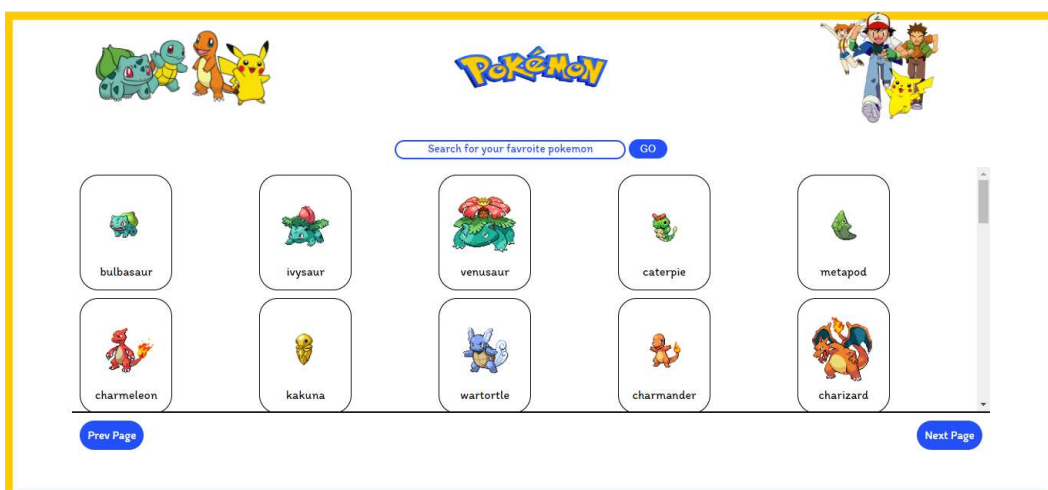 POKéMON
Search for your favroite pokemon GO
bulbasaur ivysaur venusaur caterpie metapod
charmeleon kakuna wartortle charmander charizard
Prev Page Next Page